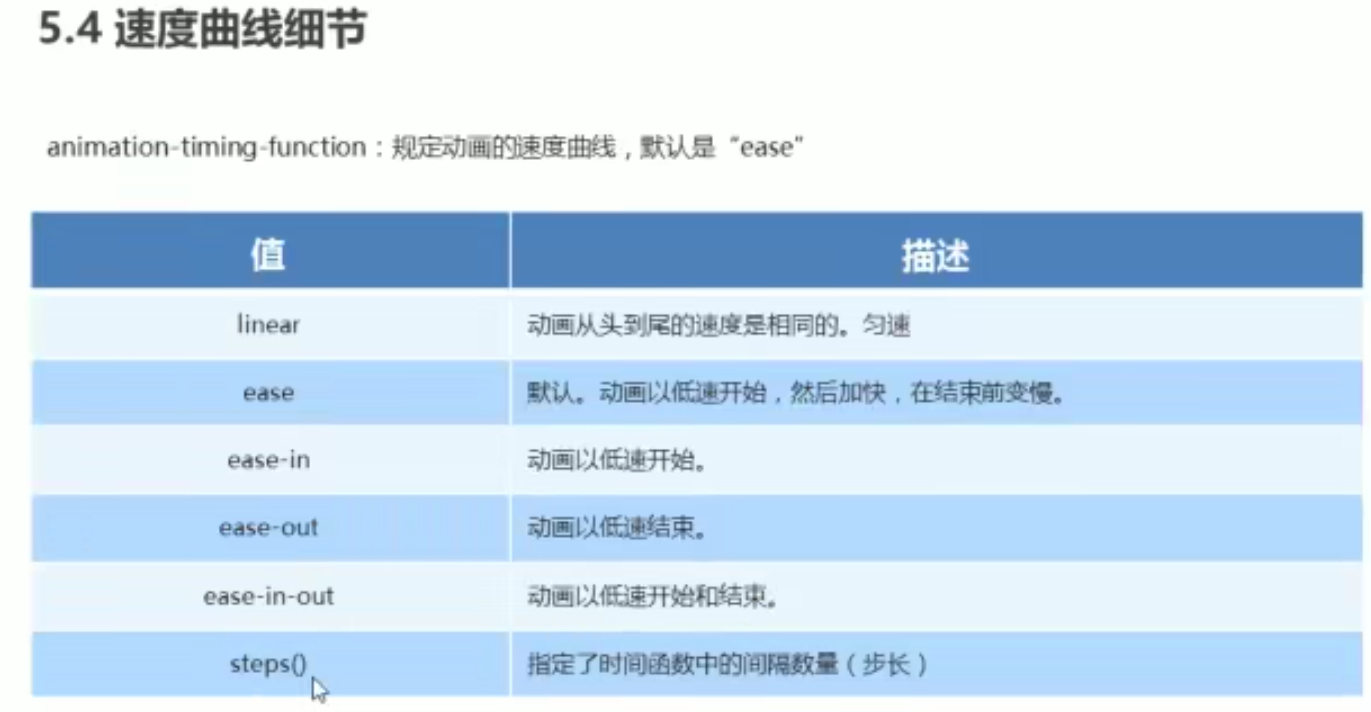 5.4 速度曲线细节
animation-timing-function：规定动画的速度曲线，默认是“ease”
值 描述
linear 动画从头到尾的速度是相同的。匀速
ease 默认。动画以低速开始，然后加快，在结束前变慢。
ease-in 动画以低速开始。
ease-out 动画以低速结束。
ease-in-out 动画以低速开始和结束。
steps() 指定了时间函数中的间隔数量（步长）